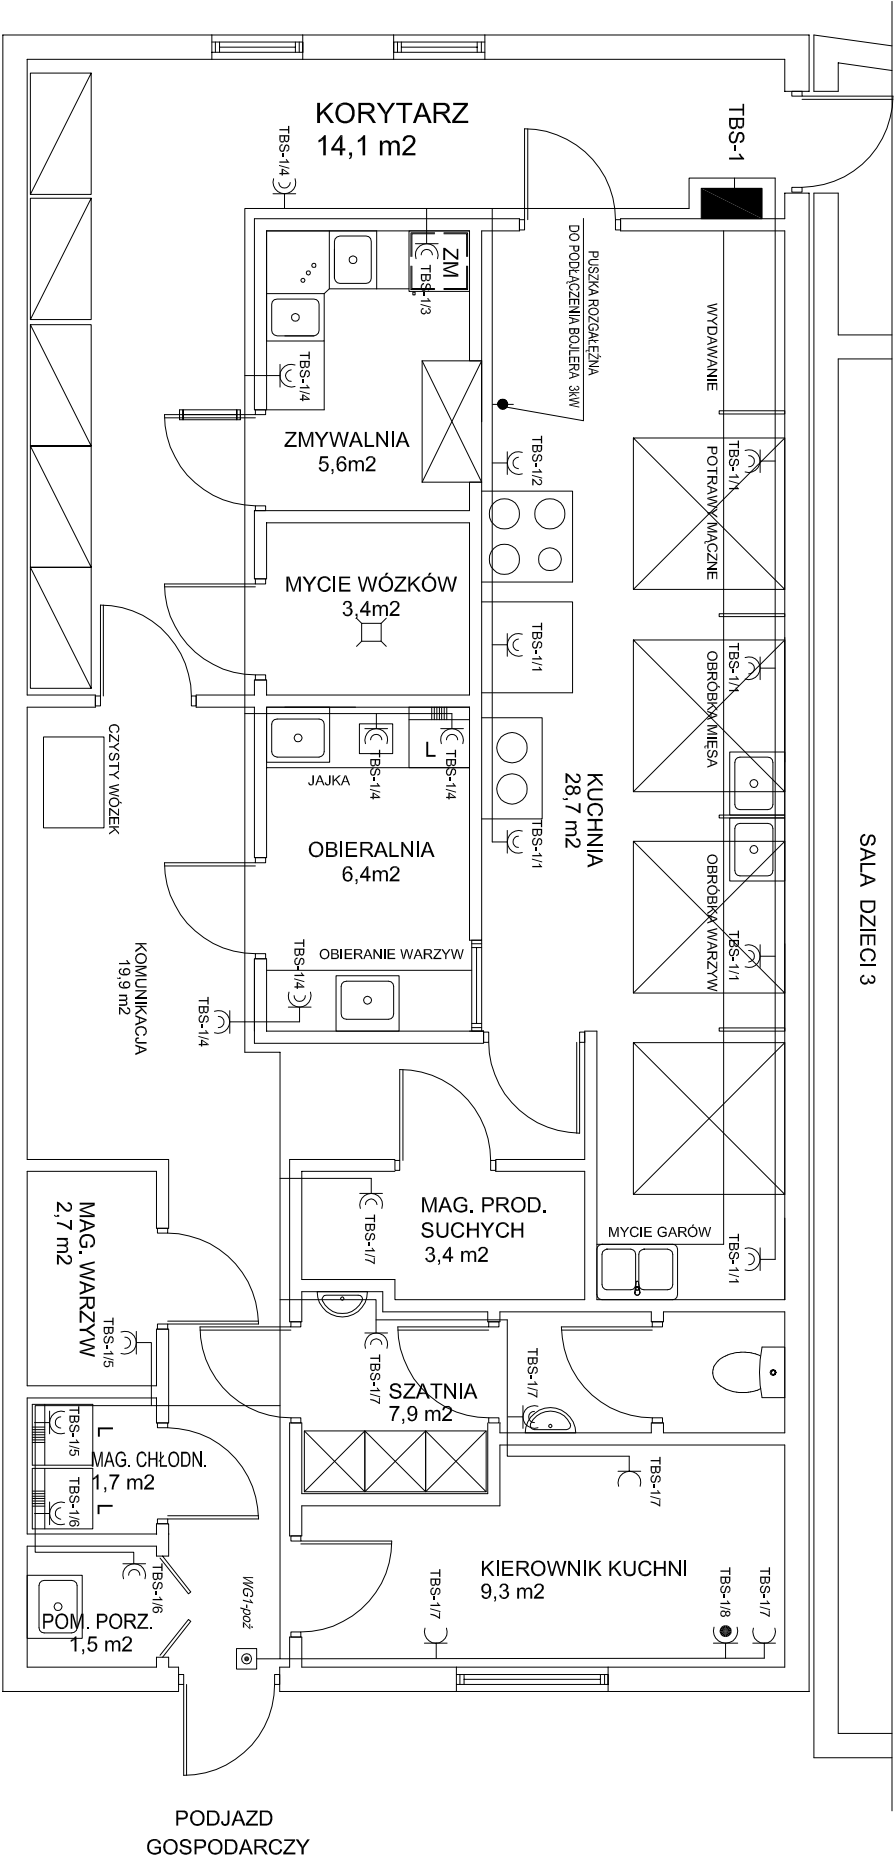 KORYTARZ
14,1 m2
TBS-1/4
TBS-1
ZM
TBS-1/3
PUSZKA ROZGAŁĘŹNA
DO PODŁĄCZENIA BOJLERA 3kW
WYDAWANIE
TBS-1/4
ZMYWALNIA
5,6m2
TBS-1/2
TBS-1/1
POTRAWY MĄCZNE
MYCIE WÓZKÓW
3,4m2
TBS-1/1
TBS-1/1
OBRÓBKA MIĘSA
CZYSTY WÓZEK
L
TBS-1/4
TBS-1/4
JAJKA
KUCHNIA
28,7 m2
OBIERALNIA
6,4m2
TBS-1/1
SALA DZIECI 3
OBRÓBKA WARZYW
TBS-1/1
OBIERANIE WARZYW
KOMUNIKACJA
19,9 m2
TBS-1/4
TBS-1/4
MAG. WARZYW
2,7 m2
TBS-1/7
MAG. PROD.
SUCHYCH
3,4 m2
MYCIE GARÓW
TBS-1/1
TBS-1/5
TBS-1/7
TBS-1/7
SZATNIA
7,9 m2
TBS-1/5
L
MAG. CHŁODN.
1,7 m2
TBS-1/6
L
TBS-1/7
TBS-1/6
WG1-poż
KIEROWNIK KUCHNI
9,3 m2
TBS-1/7
TBS-1/8
TBS-1/7
POM. PORZ.
1,5 m2
PODJAZD
GOSPODARCZY